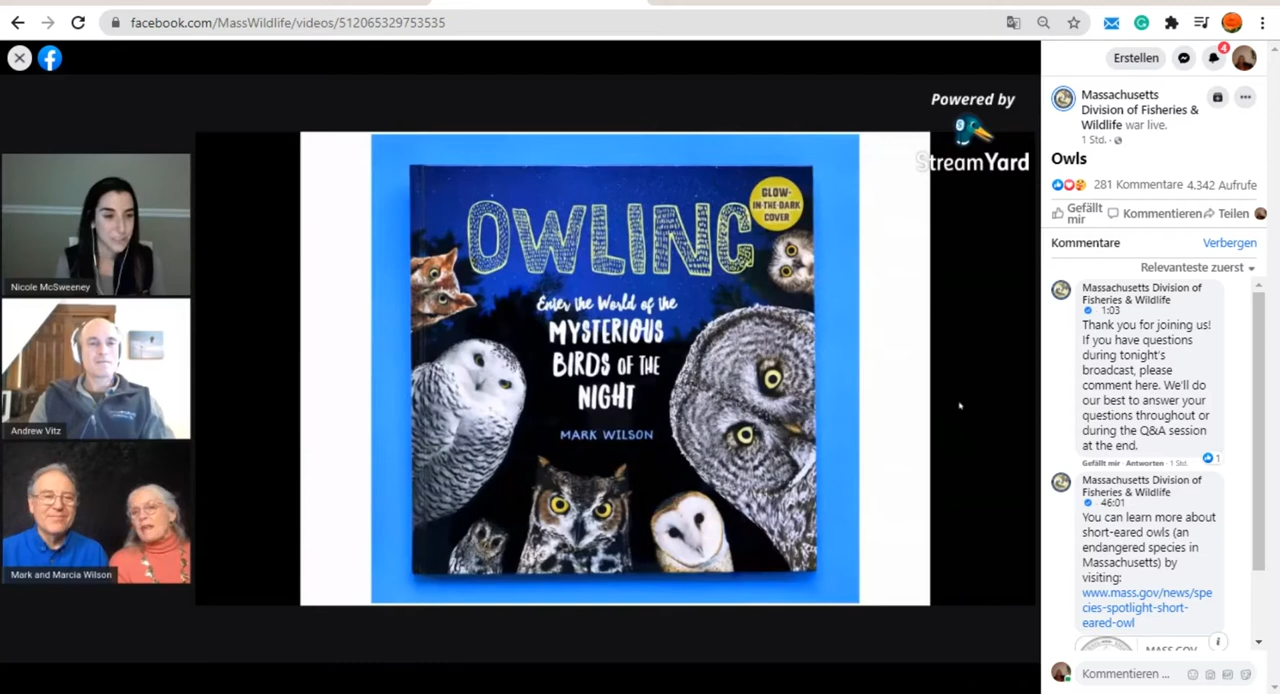 facebook.com/MassWildlife/videos/512065329753535
Erstellen
4
Powered by
StreamYard
Massachusetts
Division of Fisheries &
Wildlife war live.
1 Std. ·
Owls
281 Kommentare 4.342 Aufrufe
Gefällt mir
Kommentieren
Teilen
Kommentare
Verbergen
Relevanteste zuerst
Nicole McSweeney
Andrew Vitz
Mark and Marcia Wilson
GLOW-
IN-THE-DARK
COVER
OWLING
Enter the World of the
MYSTERIOUS
BIRDS OF THE
NIGHT
MARK WILSON
Massachusetts Division of
Fisheries & Wildlife
· 1:03
Thank you for joining us!
If you have questions
during tonight's
broadcast, please
comment here. We'll do
our best to answer your
questions throughout or
during the Q&A session
at the end.
1
Gefällt mir · Antworten · 1 Std.
Massachusetts Division of
Fisheries & Wildlife
· 46:01
You can learn more about
short-eared owls (an
endangered species in
Massachusetts) by
visiting:
www.mass.gov/news/spe
cies-spotlight-short-
eared-owl
MASS.GOV
Kommentieren ...